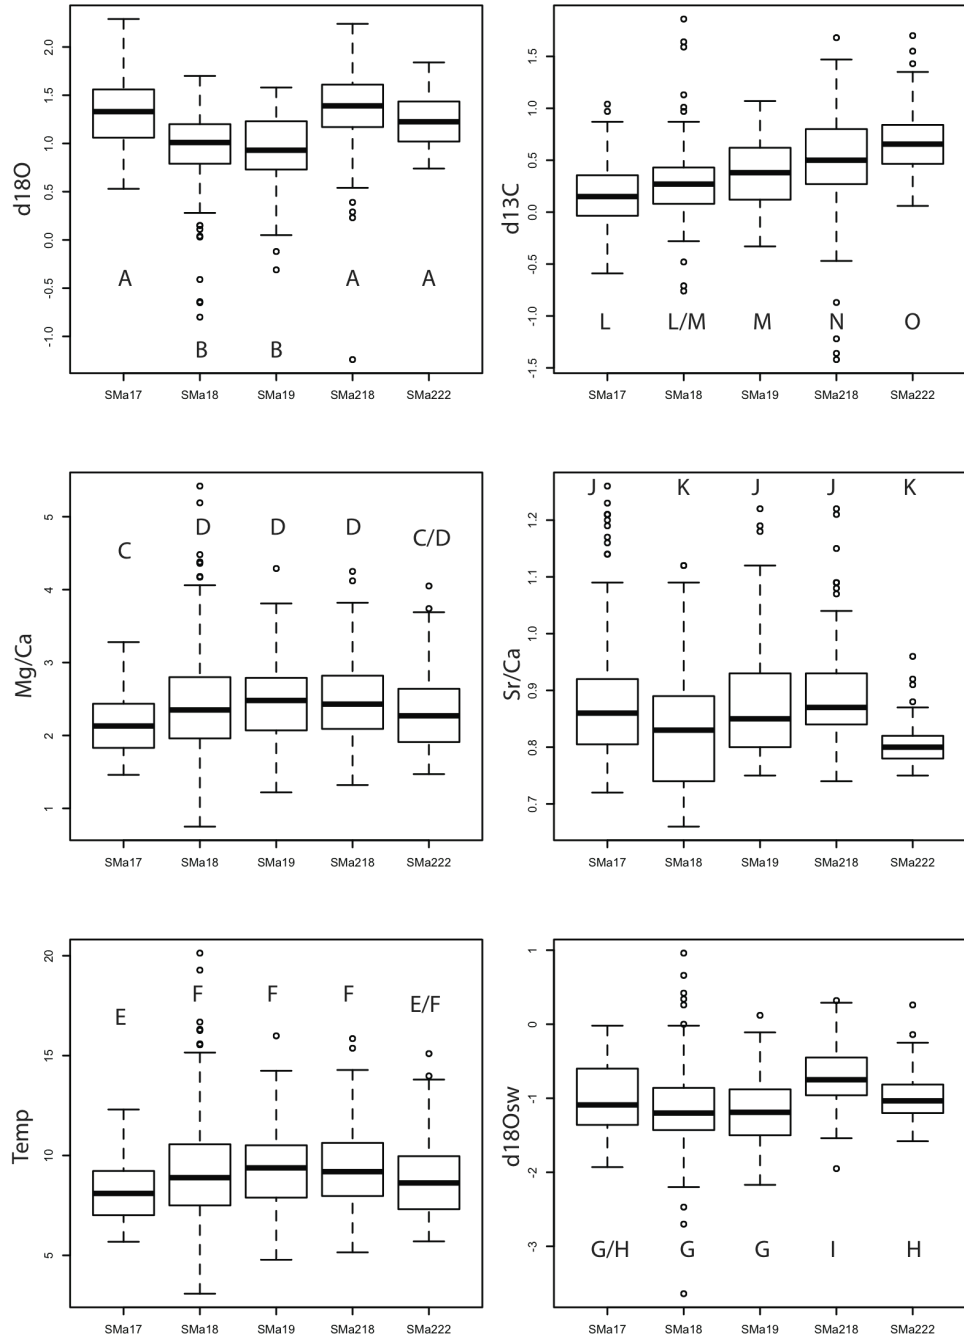 d18O
2.0
1.5
1.0
0.5
0.0
-0.5
-1.0
A
B
B
A
A
SMa17 SMa18 SMa19 SMa218 SMa222
d13C
1.5
1.0
0.5
0.0
-0.5
-1.0
-1.5
L L/M M N O
SMa17 SMa18 SMa19 SMa218 SMa222
Mg/Ca
5
4
3
2
1
C
D
D
D
C/D
SMa17 SMa18 SMa19 SMa218 SMa222
Sr/Ca
1.2
1.1
1.0
0.9
0.8
0.7
J K J J K
SMa17 SMa18 SMa19 SMa218 SMa222
Temp
20
15
10
5
E
F
F
F
E/F
SMa17 SMa18 SMa19 SMa218 SMa222
d18Osw
1
0
-1
-2
-3
G/H G G I H
SMa17 SMa18 SMa19 SMa218 SMa222